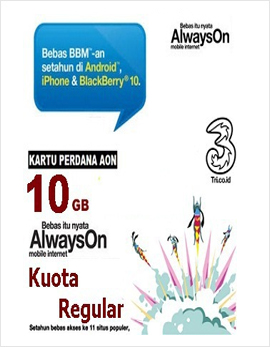 Bebas BBM™-an
setahun di Android™,
iPhone & BlackBerry® 10.
Bebas itu nyata
AlwaysOn
mobile internet
3
Tri.co.id
KARTU PERDANA AON
10 GB
Bebas itu nyata
AlwaysOn
mobile internet
Kuota
Regular
Setahun bebas akses ke 11 situs populer,